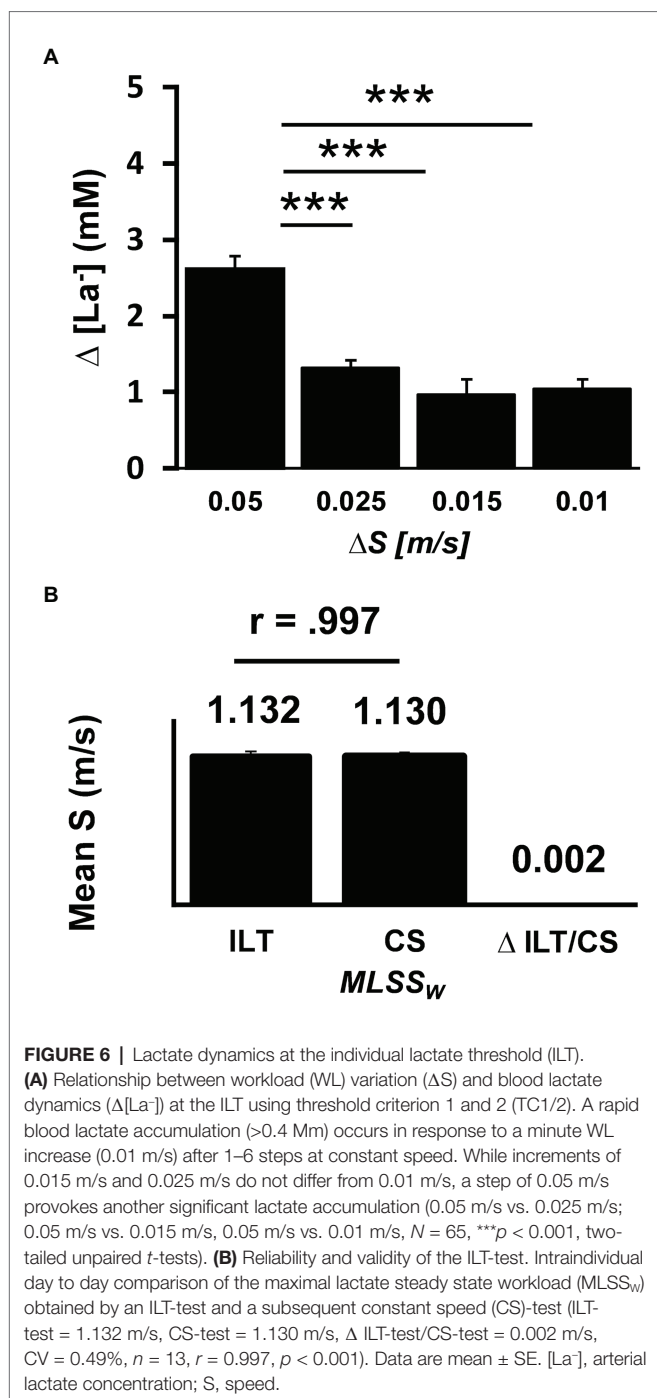 A
5
***
4
***
***
3
2
1
0
Δ [La⁻] (mM)
0.05 0.025 0.015 0.01
ΔS [m/s]
B
r = .997
1.132 1.130
0.002
Mean S (m/s)
ILT CS Δ ILT/CS
MLSS_W
FIGURE 6 | Lactate dynamics at the individual lactate threshold (ILT).
(A) Relationship between workload (WL) variation (ΔS) and blood lactate
dynamics (Δ[La⁻]) at the ILT using threshold criterion 1 and 2 (TC1/2). A rapid
blood lactate accumulation (>0.4 Mm) occurs in response to a minute WL
increase (0.01 m/s) after 1–6 steps at constant speed. While increments of
0.015 m/s and 0.025 m/s do not differ from 0.01 m/s, a step of 0.05 m/s
provokes another significant lactate accumulation (0.05 m/s vs. 0.025 m/s;
0.05 m/s vs. 0.015 m/s, 0.05 m/s vs. 0.01 m/s, N = 65, ***p < 0.001, two-
tailed unpaired t-tests). (B) Reliability and validity of the ILT-test. Intraindividual
day to day comparison of the maximal lactate steady state workload (MLSS_W)
obtained by an ILT-test and a subsequent constant speed (CS)-test (ILT-
test = 1.132 m/s, CS-test = 1.130 m/s, Δ ILT-test/CS-test = 0.002 m/s,
CV = 0.49%, n = 13, r = 0.997, p < 0.001). Data are mean ± SE. [La⁻], arterial
lactate concentration; S, speed.